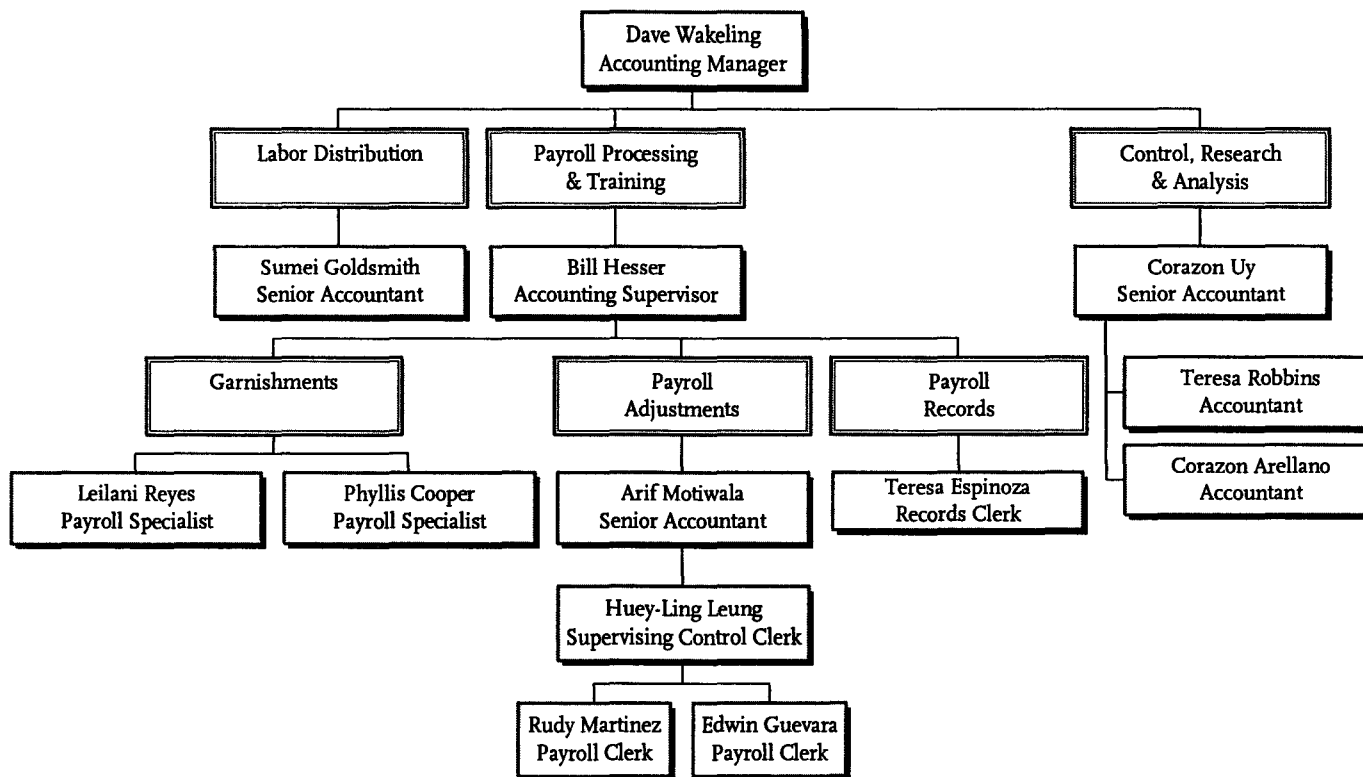 Dave Wakeling
Accounting Manager
Labor Distribution
Payroll Processing
& Training
Control, Research
& Analysis
Sumei Goldsmith
Senior Accountant
Bill Hesser
Accounting Supervisor
Corazon Uy
Senior Accountant
Garnishments
Payroll
Adjustments
Payroll
Records
Teresa Robbins
Accountant
Corazon Arellano
Accountant
Leilani Reyes
Payroll Specialist
Phyllis Cooper
Payroll Specialist
Arif Motiwala
Senior Accountant
Teresa Espinoza
Records Clerk
Huey-Ling Leung
Supervising Control Clerk
Rudy Martinez
Payroll Clerk
Edwin Guevara
Payroll Clerk